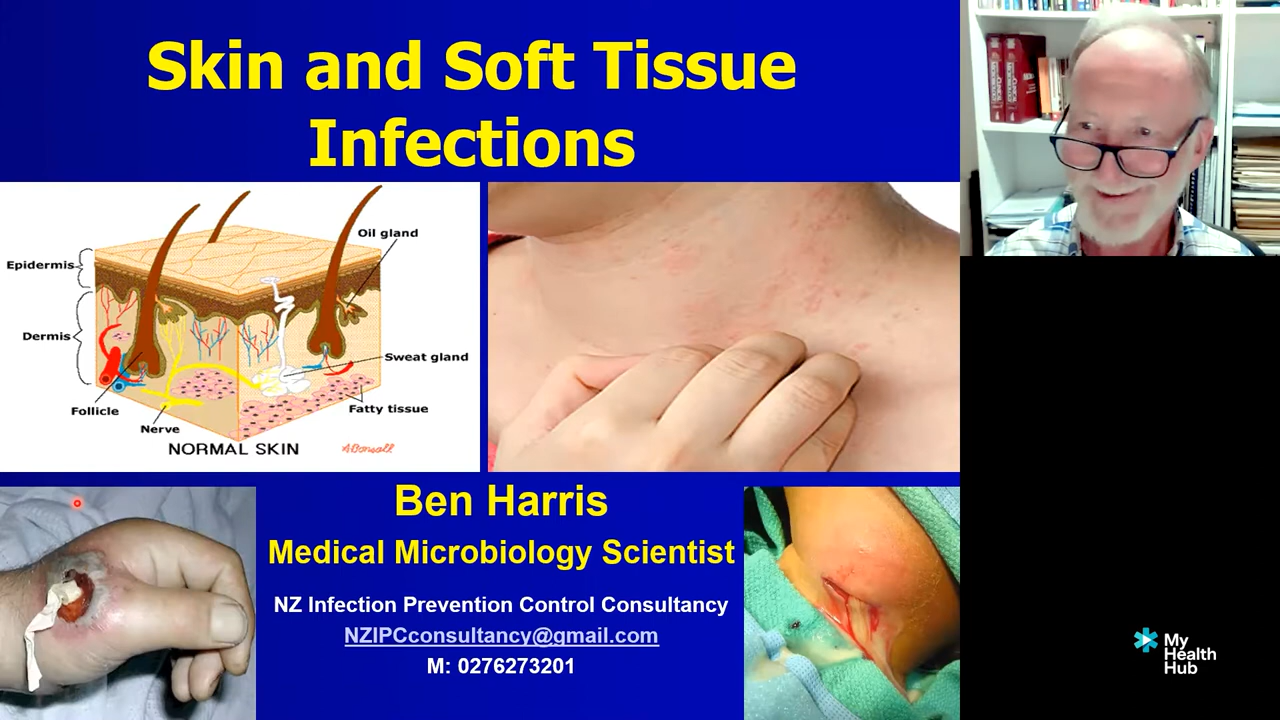 Skin and Soft Tissue
Infections
Oil gland
Epidermis
Dermis
Sweat gland
Follicle
Fatty tissue
Nerve
NORMAL SKIN
Ben Harris
Medical Microbiology Scientist
NZ Infection Prevention Control Consultancy
NZIPCconsultancy@gmail.com
M: 0276273201
My
Health
Hub